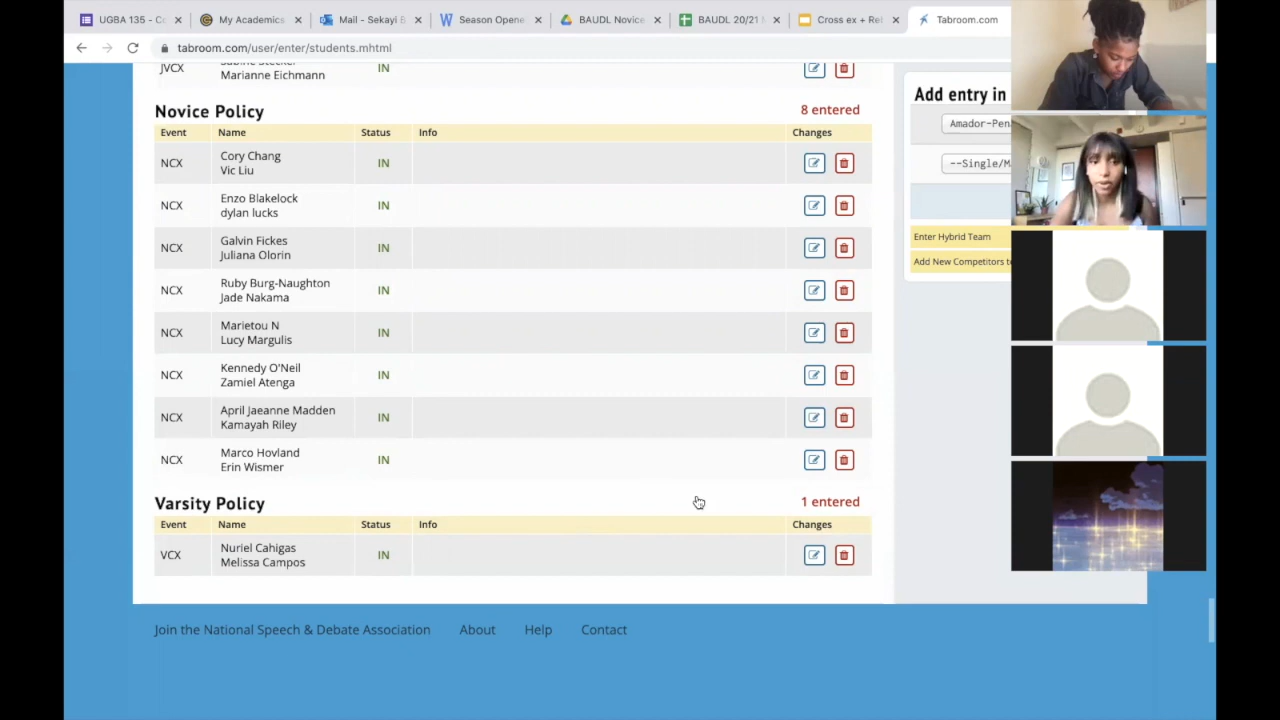 UGBA 135 - Co
My Academics
Mail - Sekayi E
Season Opene
BAUDL Novice
BAUDL 20/21 M
Cross ex + Re
Tabroom.com
tabroom.com/user/enter/students.mhtml
JVCX
Marianne Eichmann
IN
Novice Policy 8 entered
Event Name Status Info Changes
NCX Cory Chang IN
Vic Liu
NCX Enzo Blakelock IN
dylan lucks
NCX Galvin Fickes IN
Juliana Olorin
NCX Ruby Burg-Naughton IN
Jade Nakama
NCX Marietou N IN
Lucy Margulis
NCX Kennedy O'Neil IN
Zamiel Atenga
NCX April Jaeanne Madden IN
Kamayah Riley
NCX Marco Hovland IN
Erin Wismer
Varsity Policy 1 entered
Event Name Status Info Changes
VCX Nuriel Cahigas IN
Melissa Campos
Join the National Speech & Debate Association About Help Contact
Add entry in
Amador-Pen
--Single/M
Enter Hybrid Team
Add New Competitors to